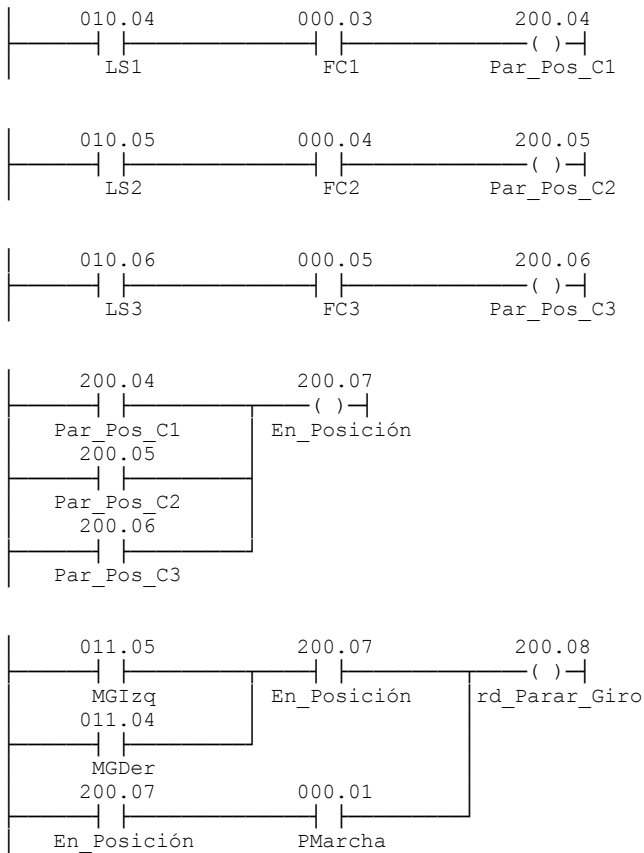 010.04 000.03 200.04
( )
LS1 FC1 Par_Pos_C1
010.05 000.04 200.05
( )
LS2 FC2 Par_Pos_C2
010.06 000.05 200.06
( )
LS3 FC3 Par_Pos_C3
200.04 200.07
( )
Par_Pos_C1 En_Posición
200.05
Par_Pos_C2
200.06
Par_Pos_C3
011.05 200.07 200.08
( )
MGIzq En_Posición rd_Parar_Giro
011.04
MGDer
200.07 000.01
En_Posición PMarcha